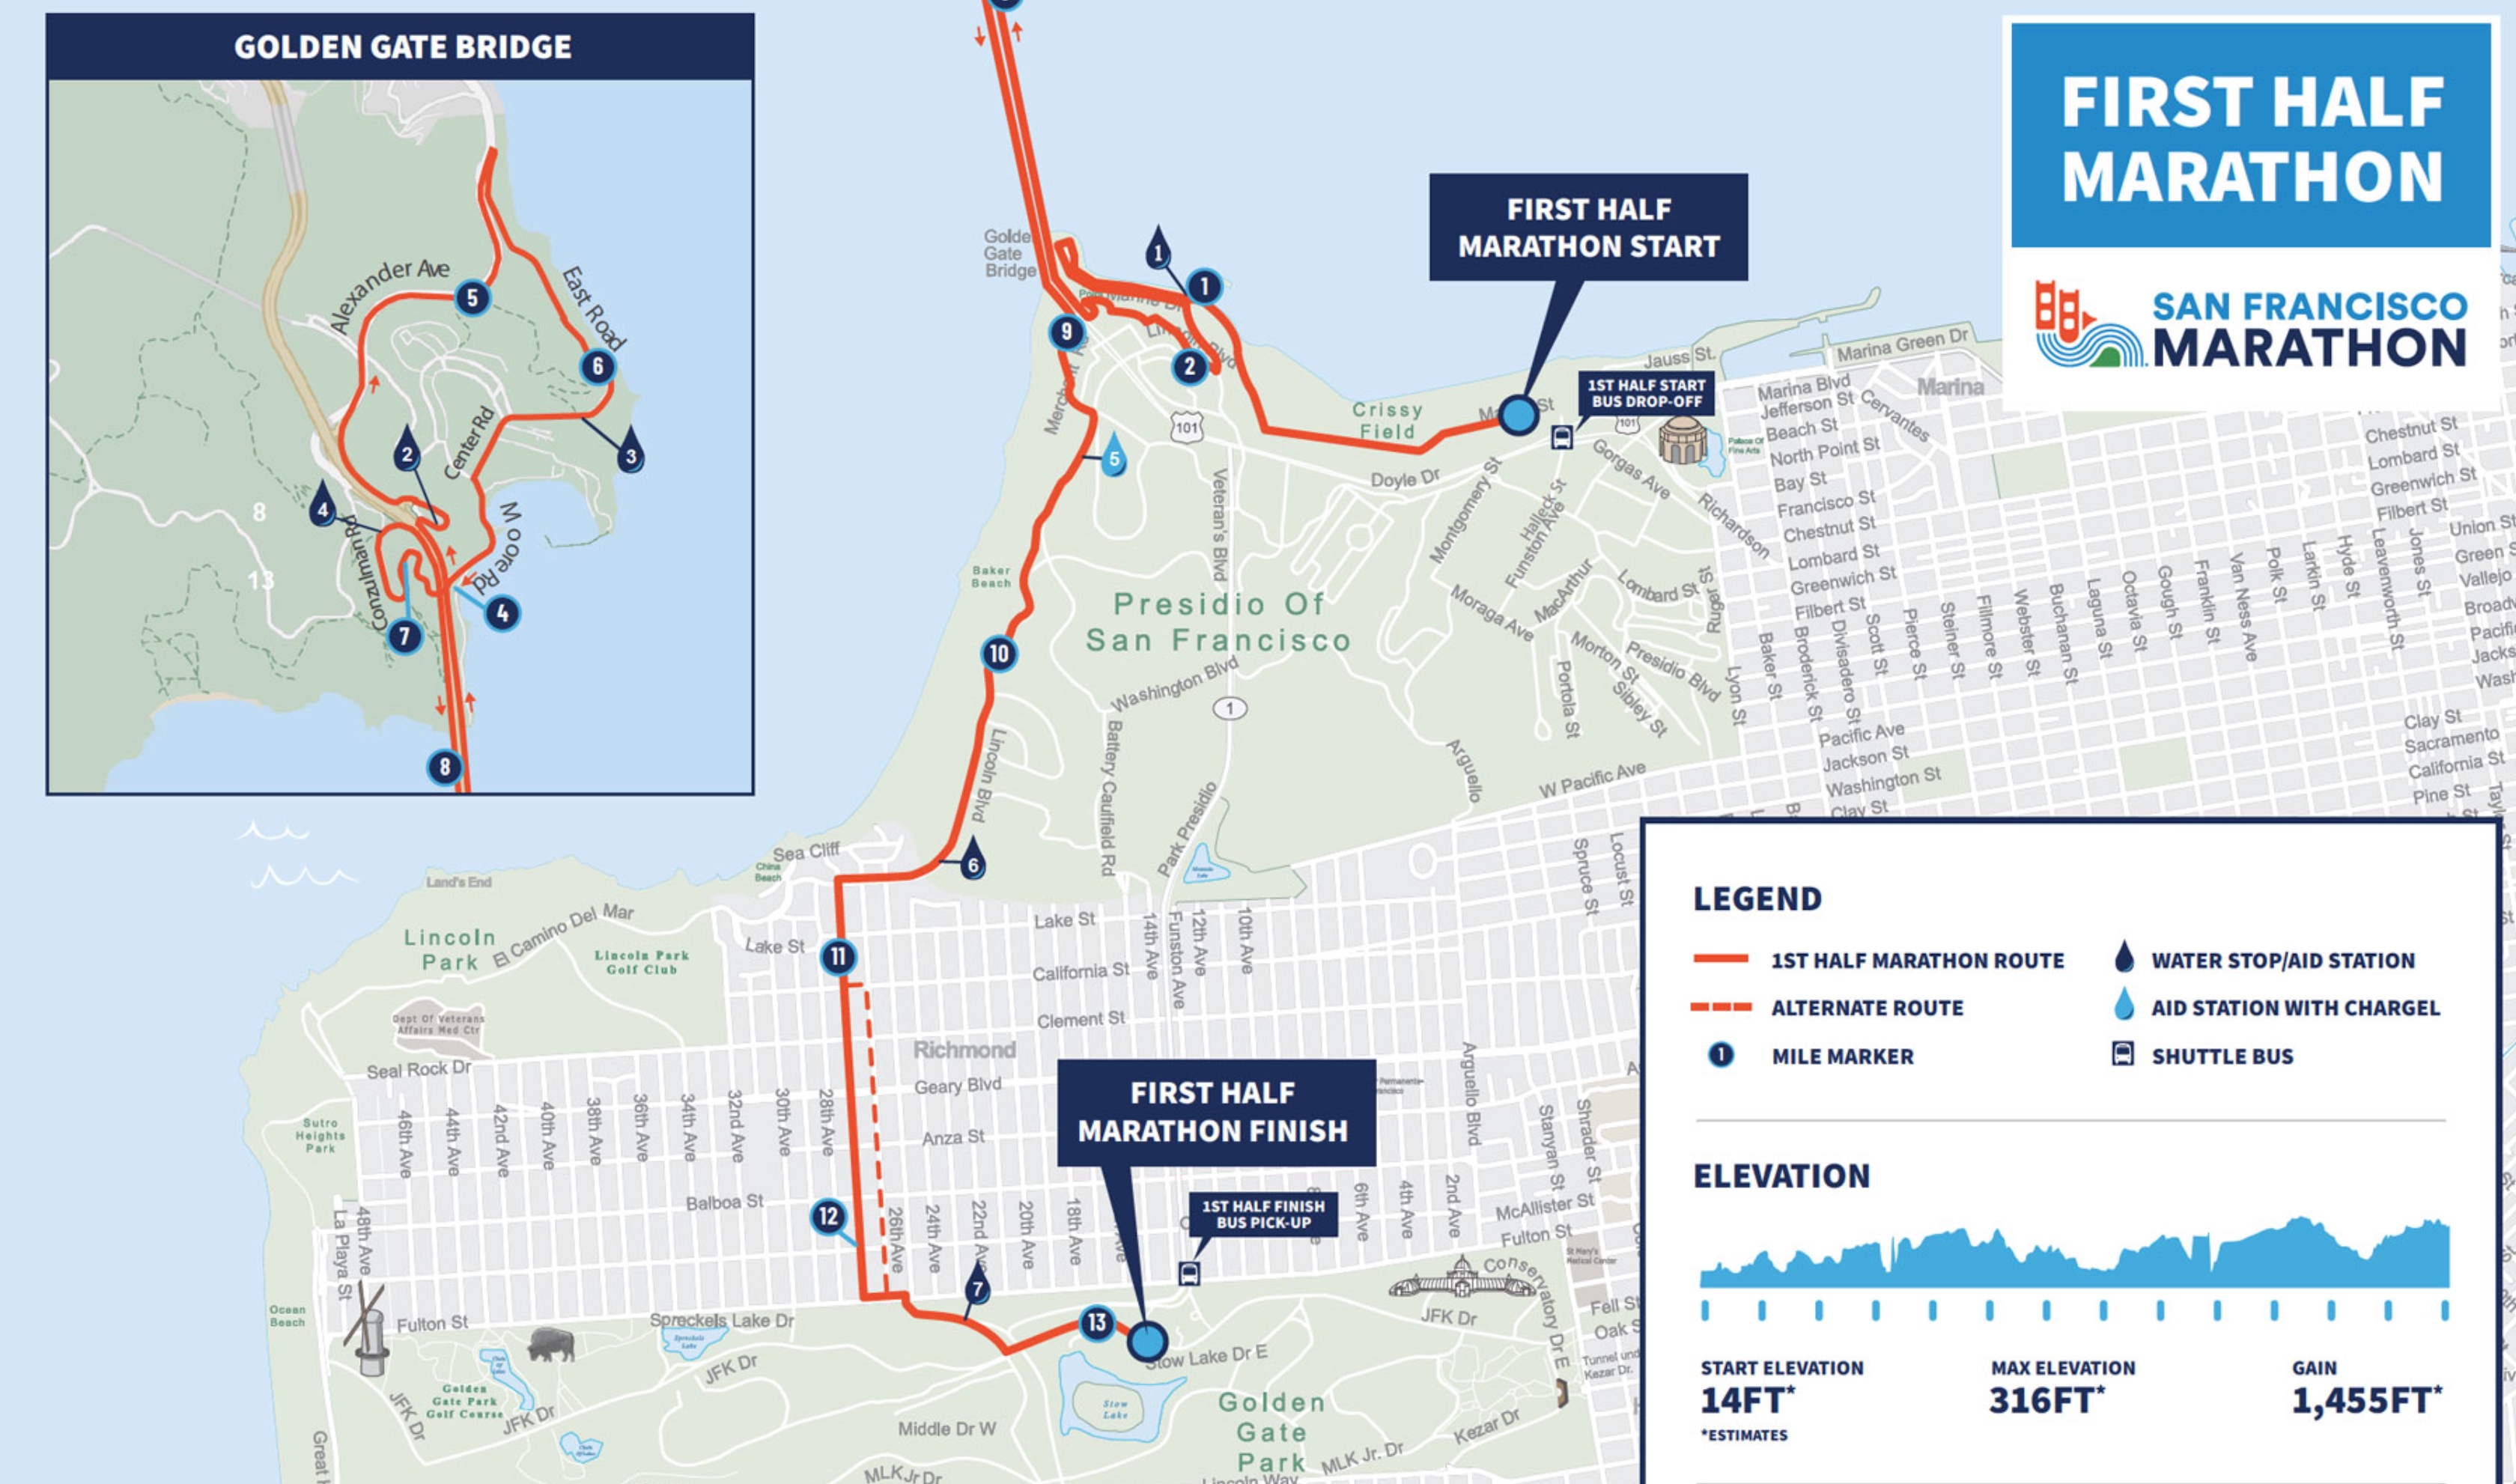 GOLDEN GATE BRIDGE
Alexander Ave
East Road
Center Rd
Moore Rd
Conzulman Rd
5
6
2
3
4
8
13
4
7
8
FIRST HALF
MARATHON
SAN FRANCISCO
MARATHON
FIRST HALF
MARATHON START
1ST HALF START
BUS DROP-OFF
Gate
Bridge
1
1
2
9
5
101
101
Lincoln Blvd
Crissy
Field
Jauss St.
Marina Green Dr
Marina
Marina Blvd
Jefferson St
Cervantes
Beach St
North Point St
Bay St
Francisco St
Chestnut St
Lombard St
Greenwich St
Filbert St
Palace Of
Fine Arts
Doyle Dr
Gorgas Ave
Richardson
Montgomery St
Halleck St
Funston Ave
MacArthur
Moraga Ave
Lombard St
Ruger St
Morton St
Presidio Blvd
Sibley St
Portola St
Lyon St
Baker St
Broderick St
Divisadero St
Scott St
Pierce St
Steiner St
Fillmore St
Webster St
Buchanan St
Laguna St
Octavia St
Gough St
Franklin St
Van Ness Ave
Polk St
Larkin St
Hyde St
Leavenworth St
Jones St
Chestnut St
Lombard St
Greenwich St
Filbert St
Union St
Clay St
Sacramento
California St
Pine St
Pacific Ave
Jackson St
Washington St
Clay St
Veteran's Blvd
Baker
Beach
Presidio Of
San Francisco
10
Washington Blvd
1
Lincoln Blvd
Battery Caulfield Rd
Park Presidio
Arguello
W Pacific Ave
Spruce St
Locust St
6
Sea Cliff
China
Beach
Land's End
Lincoln
Park
El Camino Del Mar
Lincoln Park
Golf Club
Lake St
Lake St
11
California St
Clement St
14th Ave
Funston Ave
12th Ave
10th Ave
Dept Of Veterans
Affairs Med Ctr
Richmond
Seal Rock Dr
Geary Blvd
Anza St
Balboa St
Sutro
Heights
Park
46th Ave
44th Ave
42nd Ave
40th Ave
38th Ave
36th Ave
34th Ave
32nd Ave
30th Ave
28th Ave
FIRST HALF
MARATHON FINISH
1ST HALF FINISH
BUS PICK-UP
Arguello Blvd
Stanyan St
Shrader St
6th Ave
4th Ave
2nd Ave
McAllister St
Fulton St
St Mary's
Medical Center
La Playa St
48th Ave
12
26th Ave
24th Ave
22nd Ave
20th Ave
18th Ave
7
13
Ocean
Beach
Fulton St
Spreckels Lake Dr
Spreckels
Lake
JFK Dr
JFK Dr
JFK Dr
JFK Dr
Golden
Gate Park
Golf Course
Conservatory Dr E
Stow Lake Dr E
Stow
Lake
Middle Dr W
MLK Jr Dr
Golden
Gate
Park
MLK Jr. Dr
Kezar Dr
Lincoln Way
LEGEND
1ST HALF MARATHON ROUTE
ALTERNATE ROUTE
1 MILE MARKER
WATER STOP/AID STATION
AID STATION WITH CHARGEL
SHUTTLE BUS
ELEVATION
START ELEVATION
14FT*
*ESTIMATES
MAX ELEVATION
316FT*
GAIN
1,455FT*